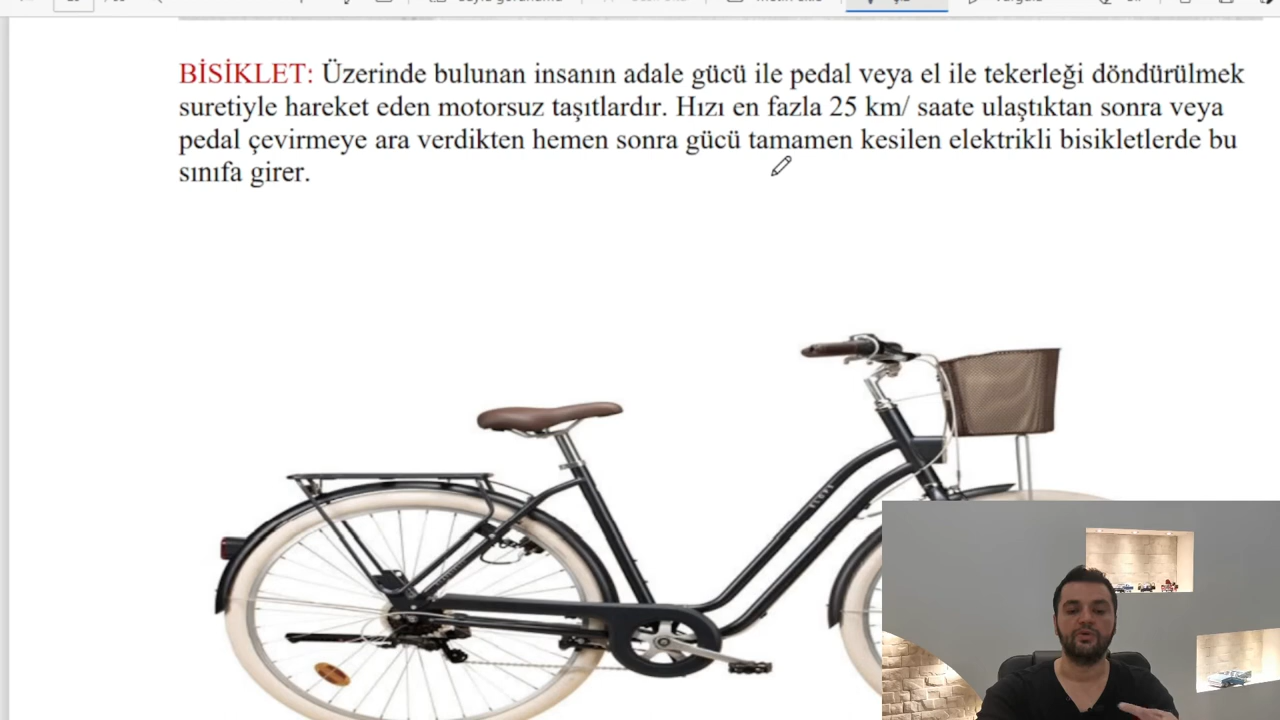 BİSİKLET: Üzerinde bulunan insanın adale gücü ile pedal veya el ile tekerleği döndürülmek
suretiyle hareket eden motorsuz taşıtlardır. Hızı en fazla 25 km/ saate ulaştıktan sonra veya
pedal çevirmeye ara verdikten hemen sonra gücü tamamen kesilen elektrikli bisikletlerde bu
sınıfa girer.